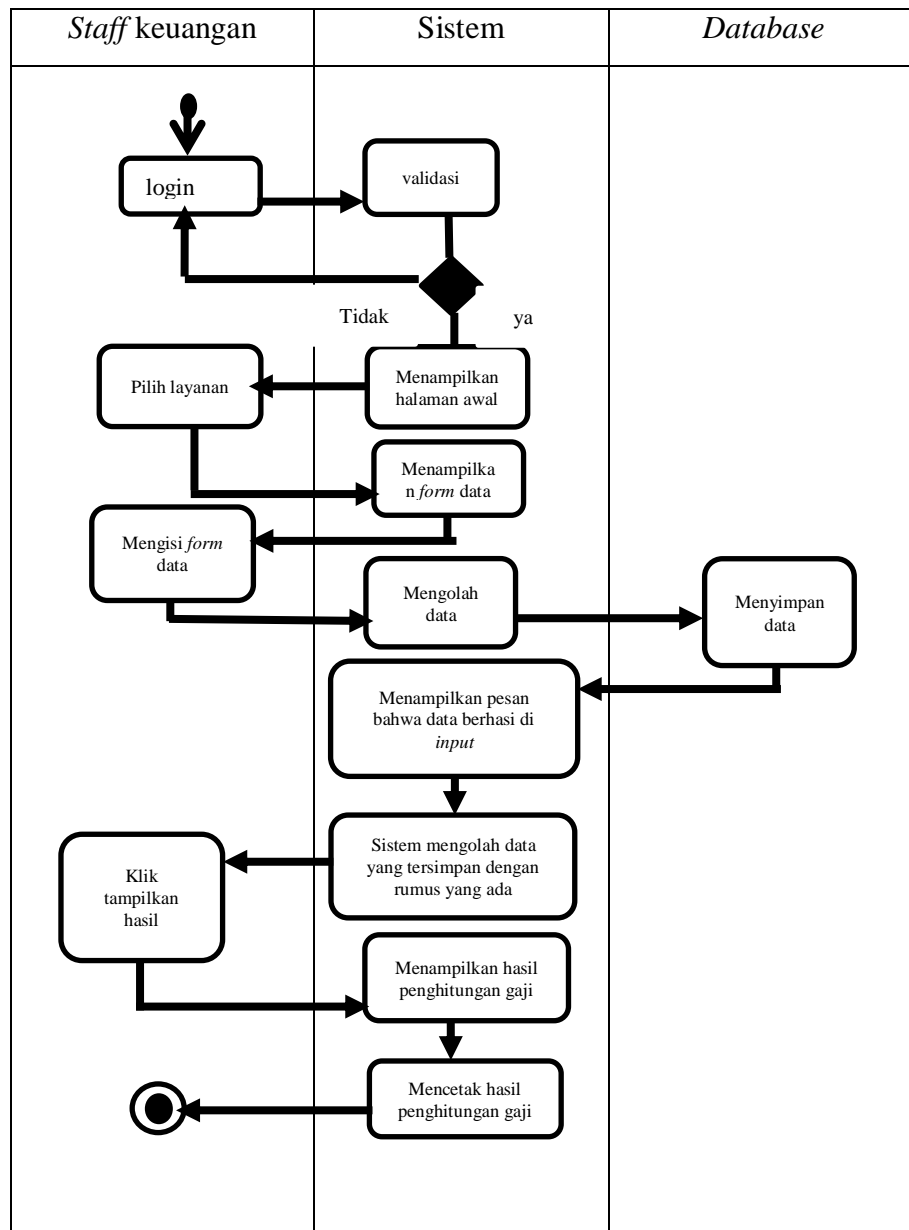 Staff keuangan
Sistem
Database
login
validasi
Tidak
ya
Menampilkan
halaman awal
Pilih layanan
Menampilka
n form data
Mengisi form
data
Mengolah
data
Menyimpan
data
Menampilkan pesan
bahwa data berhasi di
input
Sistem mengolah data
yang tersimpan dengan
rumus yang ada
Klik
tampilkan
hasil
Menampilkan hasil
penghitungan gaji
Mencetak hasil
penghitungan gaji